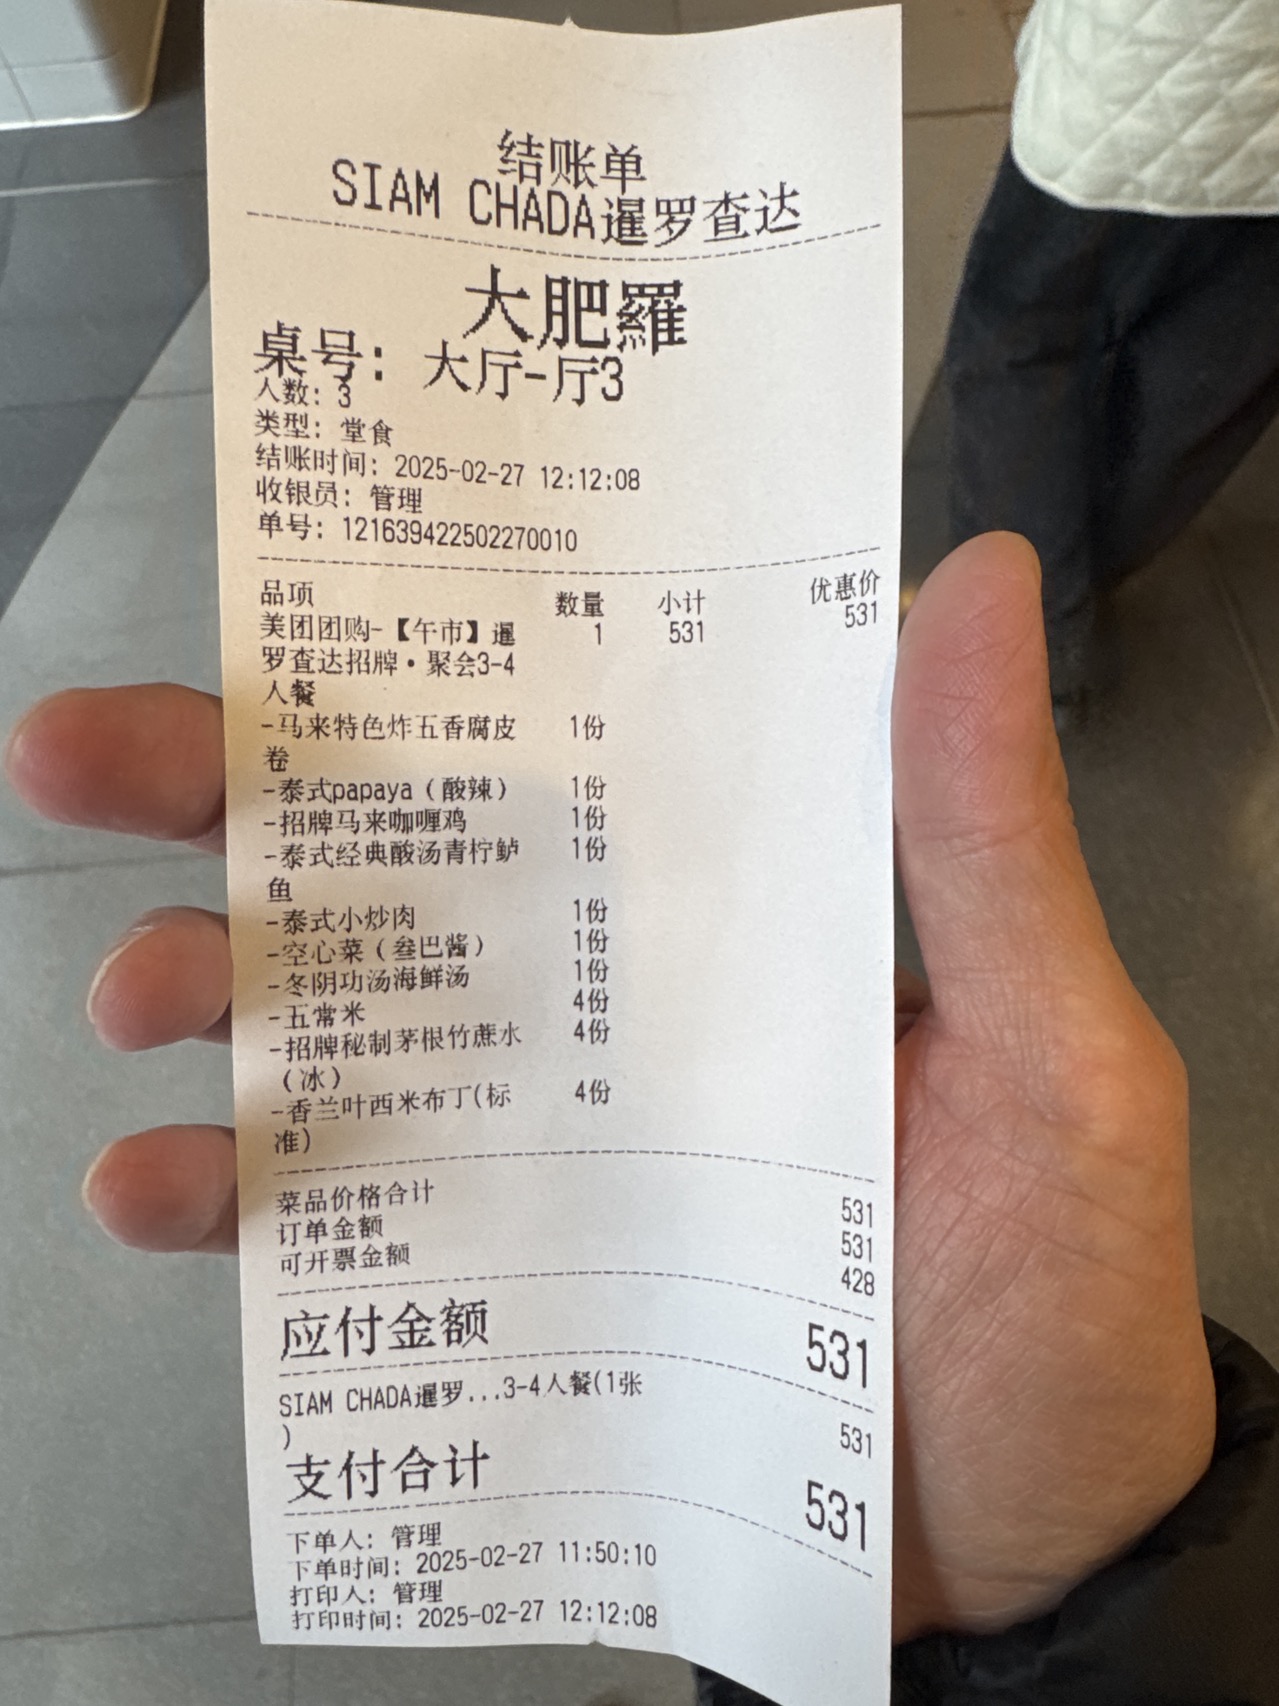 结账单
SIAM CHADA暹罗查达
大肥羅
桌号: 大厅-厅3
人数: 3
类型: 堂食
结账时间: 2025-02-27 12:12:08
收银员: 管理
单号: 121639422502270010
品项 数量 小计 优惠价
美团团购-【午市】暹 1 531 531
罗查达招牌·聚会3-4
人餐
-马来特色炸五香腐皮 1份
卷
-泰式papaya(酸辣) 1份
-招牌马来咖喱鸡 1份
-泰式经典酸汤青柠鲈 1份
鱼
-泰式小炒肉 1份
-空心菜(叁巴酱) 1份
-冬阴功汤海鲜汤 1份
-五常米 4份
-招牌秘制茅根竹蔗水 4份
(冰)
-香兰叶西米布丁(标 4份
准)
菜品价格合计 531
订单金额 531
可开票金额 428
应付金额 531
SIAM CHADA暹罗...3-4人餐(1张
) 531
支付合计 531
下单人: 管理
下单时间: 2025-02-27 11:50:10
打印人: 管理
打印时间: 2025-02-27 12:12:08